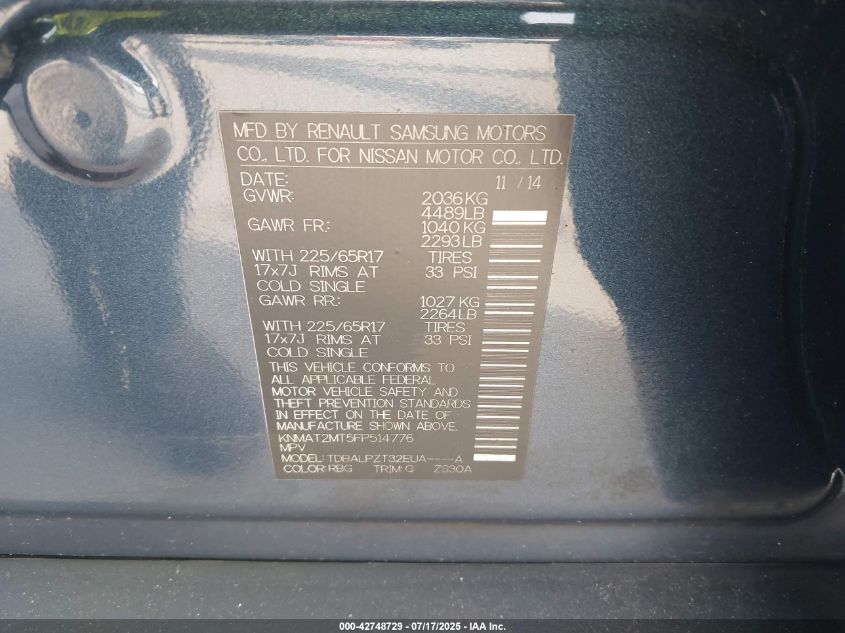 MFD BY RENAULT SAMSUNG MOTORS
CO., LTD. FOR NISSAN MOTOR CO., LTD.
DATE: 11 / 14
GVWR: 2036 KG
4489LB
GAWR FR.: 1040 KG
2293LB
WITH 225/65R17 TIRES
17x7J RIMS AT 33 PSI
COLD SINGLE
GAWR RR.: 1027 KG
2264LB
WITH 225/65R17 TIRES
17x7J RIMS AT 33 PSI
COLD SINGLE
THIS VEHICLE CONFORMS TO
ALL APPLICABLE FEDERAL
MOTOR VEHICLE SAFETY AND
THEFT PREVENTION STANDARDS
IN EFFECT ON THE DATE OF
MANUFACTURE SHOWN ABOVE.
KNMAT2MT5FP514776
MPV
MODEL: TDBALPZT32EUA----A
COLOR:RBG TRIM:G ZS30A
000-42748729 - 07/17/2025 - IAA Inc.